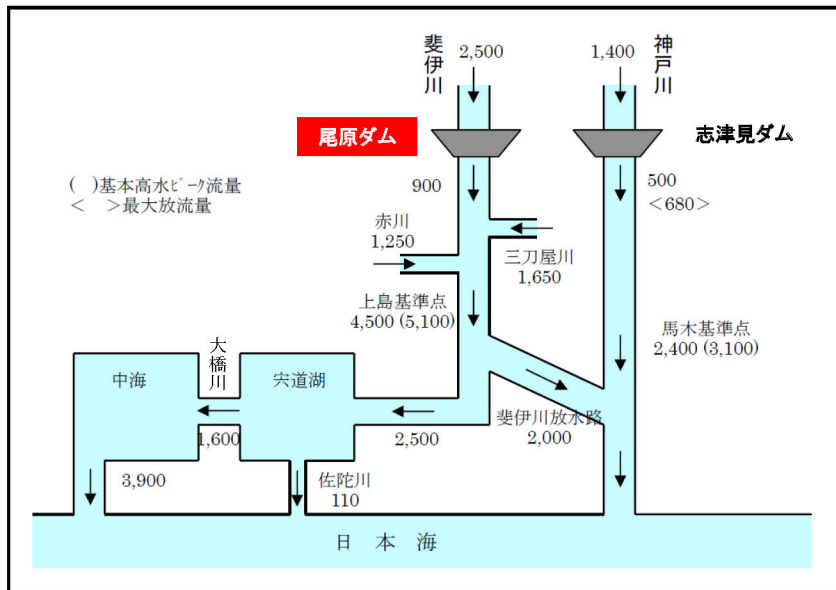 斐伊川
2,500
1,400
神戸川
尾原ダム
志津見ダム
( )基本高水ピーク流量
< >最大放流量
900
500
<680>
赤川
1,250
三刀屋川
1,650
上島基準点
4,500 (5,100)
馬木基準点
2,400 (3,100)
大橋川
中海
宍道湖
斐伊川放水路
2,000
1,600
2,500
3,900
佐陀川
110
日本海